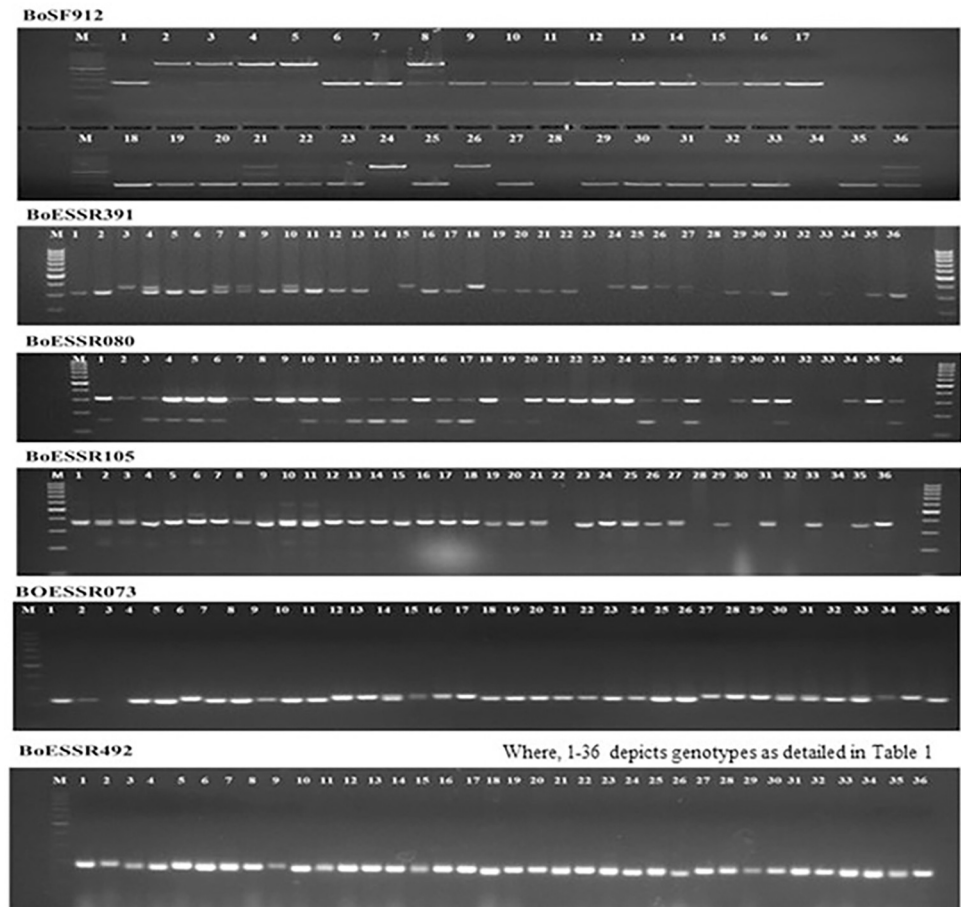 BoSF912
M 1 2 3 4 5 6 7 8 9 10 11 12 13 14 15 16 17
M 18 19 20 21 22 23 24 25 26 27 28 29 30 31 32 33 34 35 36
BoESSR391
M 1 2 3 4 5 6 7 8 9 10 11 12 13 14 15 16 17 18 19 20 21 22 23 24 25 26 27 28 29 30 31 32 33 34 35 36
BoESSR080
M 1 2 3 4 5 6 7 8 9 10 11 12 13 14 15 16 17 18 19 20 21 22 23 24 25 26 27 28 29 30 31 32 33 34 35 36
BoESSR105
M 1 2 3 4 5 6 7 8 9 10 11 12 13 14 15 16 17 18 19 20 21 22 23 24 25 26 27 28 29 30 31 32 33 34 35 36
BOESSR073
M 1 2 3 4 5 6 7 8 9 10 11 12 13 14 15 16 17 18 19 20 21 22 23 24 25 26 27 28 29 30 31 32 33 34 35 36
BoESSR492
Where, 1-36 depicts genotypes as detailed in Table 1
M 1 2 3 4 5 6 7 8 9 10 11 12 13 14 15 16 17 18 19 20 21 22 23 24 25 26 27 28 29 30 31 32 33 34 35 36